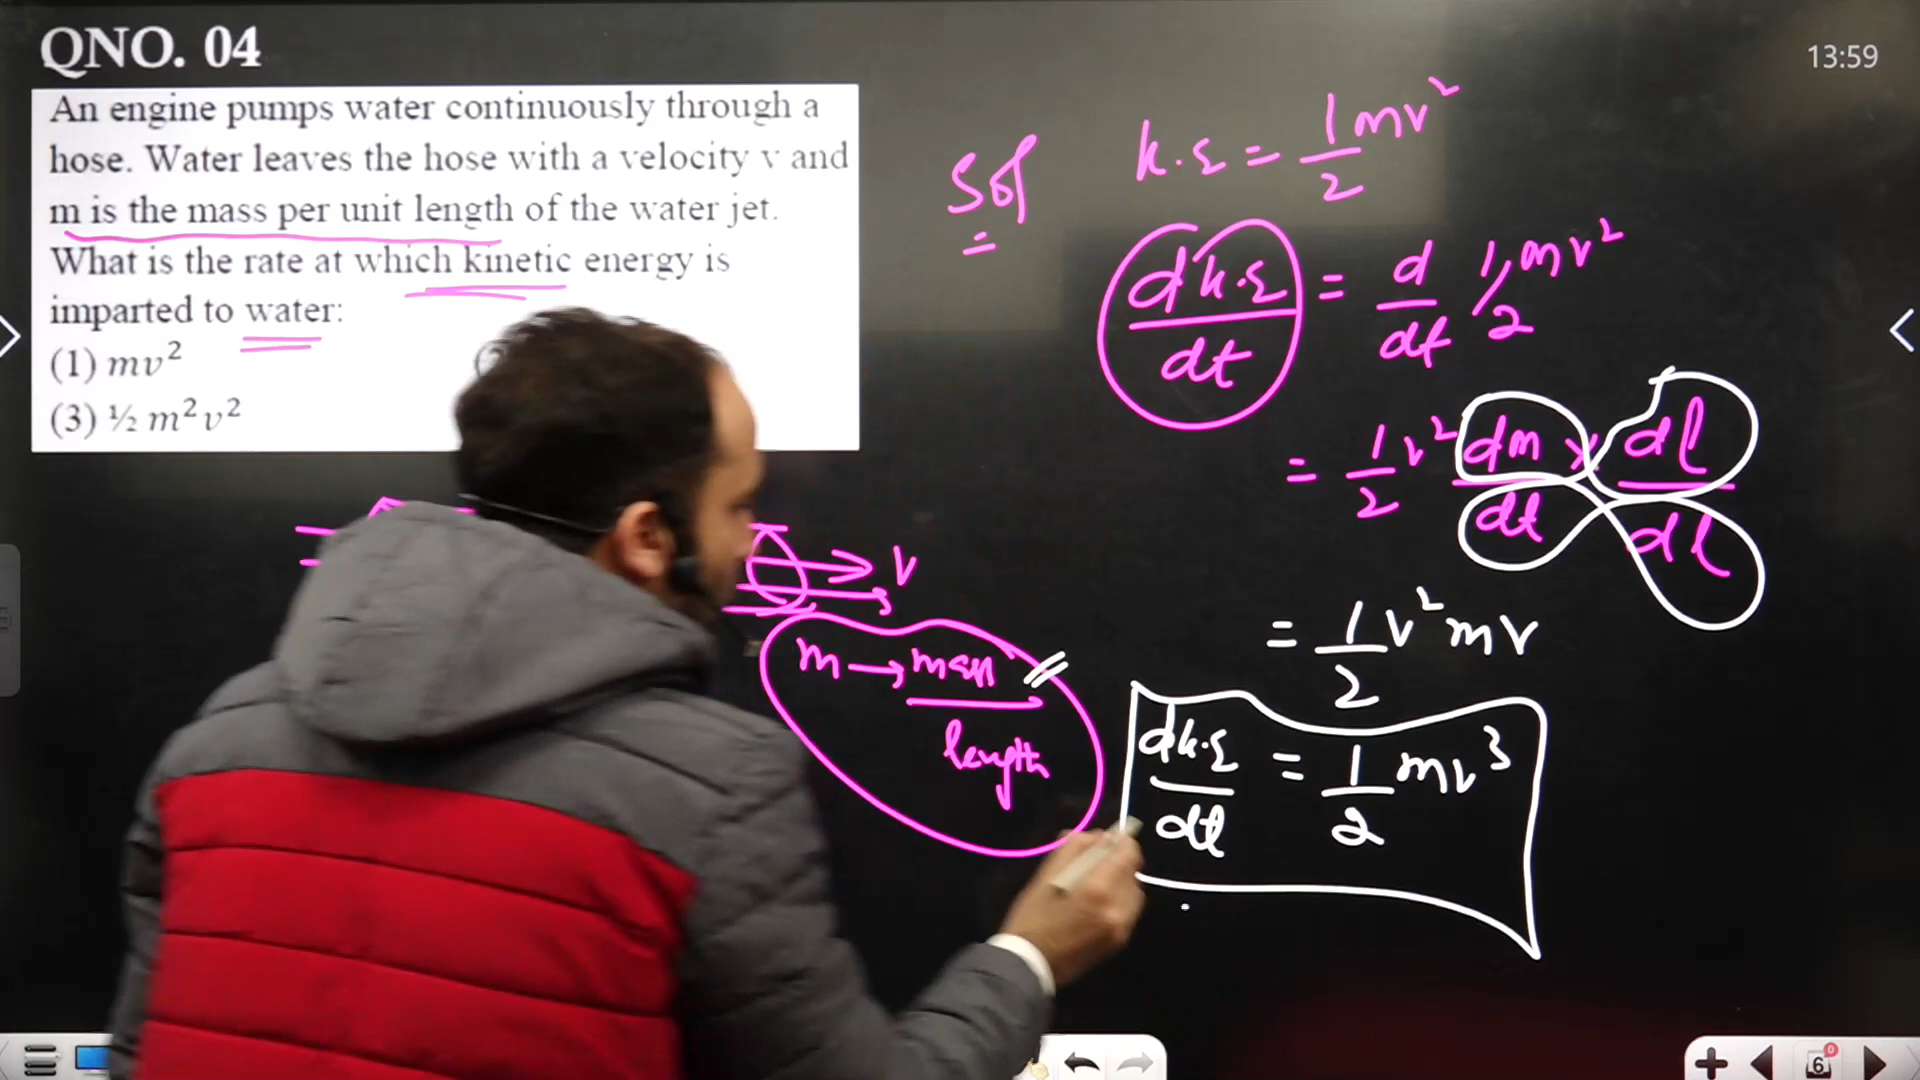 QNO. 04
13:59
An engine pumps water continuously through a
hose. Water leaves the hose with a velocity v and
m is the mass per unit length of the water jet.
What is the rate at which kinetic energy is
imparted to water:
(1) mv²
(3) ½ m²v²
Sol
k.ε = 1/2 mv²
dk.ε/dt = d/dt 1/2 mv²
= 1/2 v² dm/dt × dl/dl
= 1/2 v² mv
dk.ε/dt = 1/2 mv³
v
m → mass/length
6
0